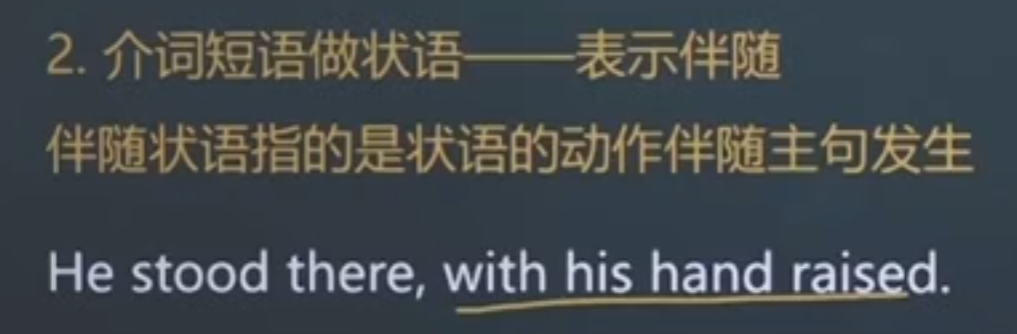 2. 介词短语做状语——表示伴随
伴随状语指的是状语的动作伴随主句发生
He stood there, with his hand raised.